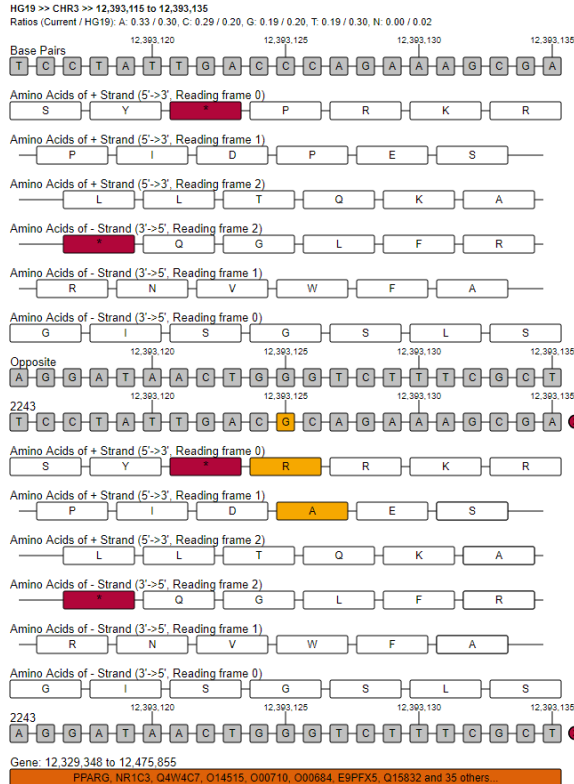 HG19 >> CHR3 >> 12,393,115 to 12,393,135
Ratios (Current / HG19): A: 0.33 / 0.30, C: 0.29 / 0.20, G: 0.19 / 0.20, T: 0.19 / 0.30, N: 0.00 / 0.02
12,393,120 12,393,125 12,393,130 12,393,135
Base Pairs
T C C T A T T G A C C C A G A A A G C G A
Amino Acids of + Strand (5'->3', Reading frame 0)
S Y * P R K R
Amino Acids of + Strand (5'->3', Reading frame 1)
P I D P E S
Amino Acids of + Strand (5'->3', Reading frame 2)
L L T Q K A
Amino Acids of - Strand (3'->5', Reading frame 2)
* Q G L F R
Amino Acids of - Strand (3'->5', Reading frame 1)
R N V W F A
Amino Acids of - Strand (3'->5', Reading frame 0)
G I S G S L S
12,393,120 12,393,125 12,393,130 12,393,135
Opposite
A G G A T A A C T G G G T C T T T C G C T
12,393,120 12,393,125 12,393,130 12,393,135
2243
T C C T A T T G A C G C A G A A A G C G A
Amino Acids of + Strand (5'->3', Reading frame 0)
S Y * R R K R
Amino Acids of + Strand (5'->3', Reading frame 1)
P I D A E S
Amino Acids of + Strand (5'->3', Reading frame 2)
L L T Q K A
Amino Acids of - Strand (3'->5', Reading frame 2)
* Q G L F R
Amino Acids of - Strand (3'->5', Reading frame 1)
R N V W F A
Amino Acids of - Strand (3'->5', Reading frame 0)
G I S G S L S
12,393,120 12,393,125 12,393,130 12,393,135
2243
A G G A T A A C T G G G T C T T T C G C T
Gene: 12,329,348 to 12,475,855
PPARG, NR1C3, Q4W4C7, O14515, O00710, O00684, E9PFX5, Q15832 and 35 others...